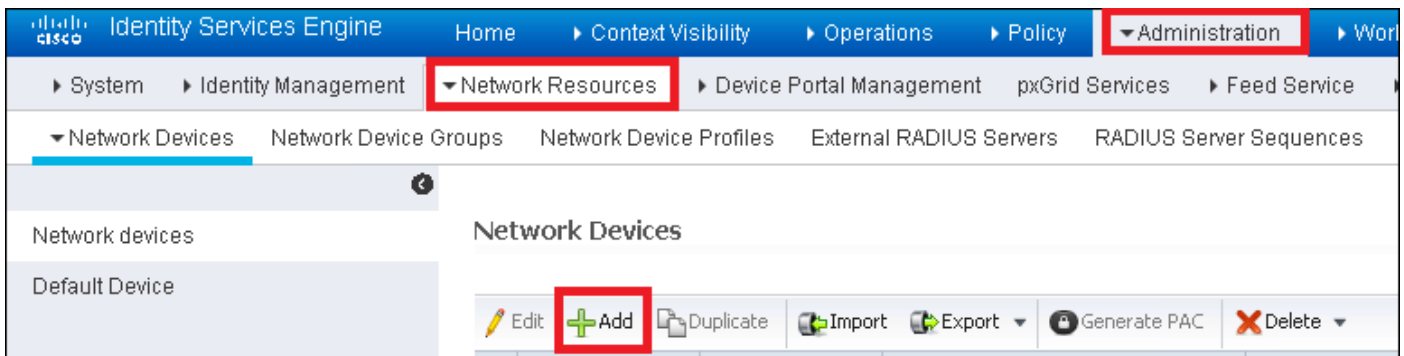 CISCO Identity Services Engine Home Context Visibility Operations Policy Administration
System Identity Management Network Resources Device Portal Management pxGrid Services Feed Service
Network Devices Network Device Groups Network Device Profiles External RADIUS Servers RADIUS Server Sequences
Network devices
Default Device
Network Devices
Edit Add Duplicate Import Export Generate PAC Delete